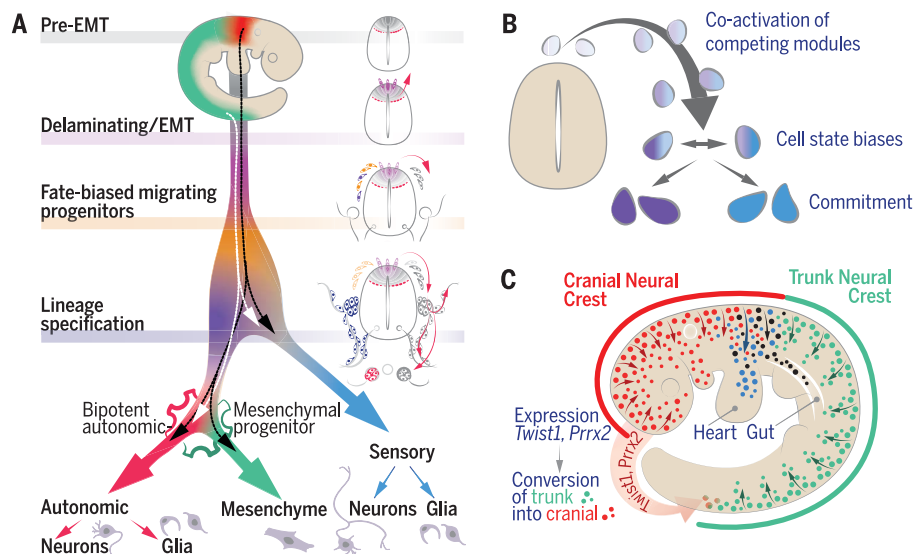 A
Pre-EMT
Delaminating/EMT
Fate-biased migrating
progenitors
Lineage
specification
Bipotent
autonomic
Mesenchymal
progenitor
Sensory
Neurons
Glia
Autonomic
Neurons
Glia
Mesenchyme
B
Co-activation of
competing modules
Cell state biases
Commitment
C
Cranial Neural
Crest
Trunk Neural
Crest
Expression
Twist1, Prrx2
Conversion
of trunk
into cranial
Twist1, Prrx2
Heart
Gut